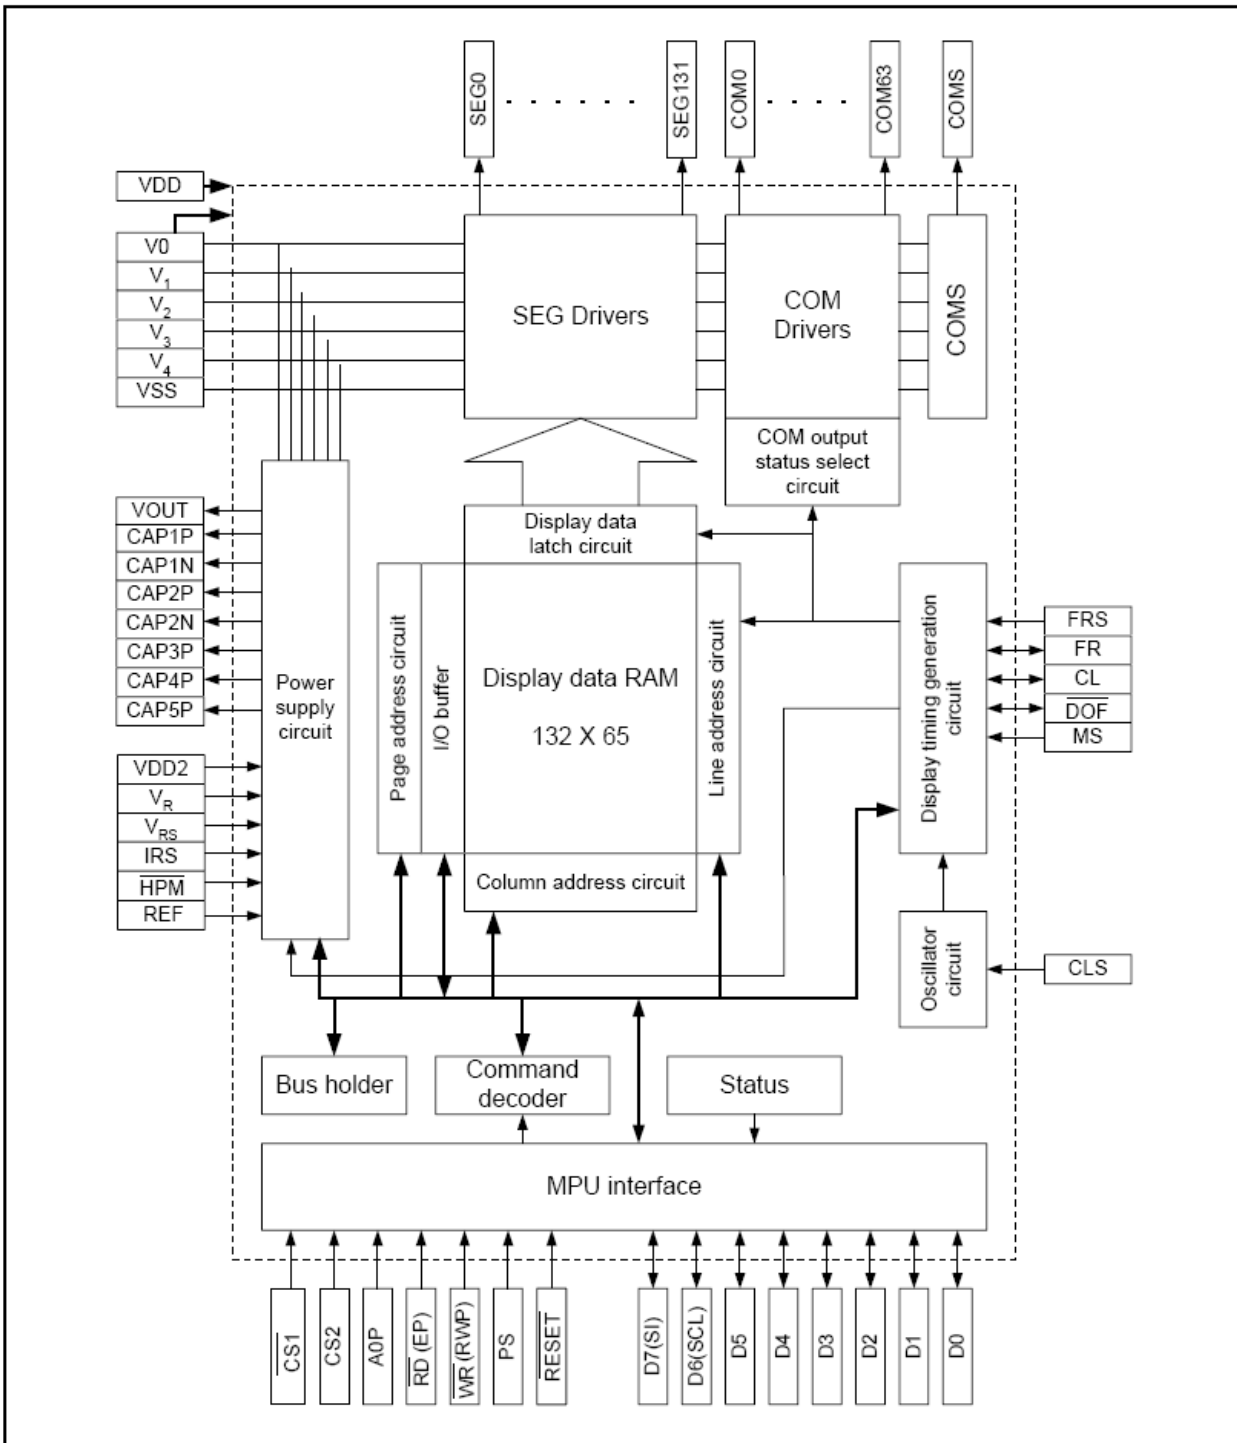 SEG0
SEG131
COM0
COM63
COMS
VDD
V0
V1
V2
V3
V4
VSS
SEG Drivers
COM
Drivers
COMS
COM output
status select
circuit
VOUT
CAP1P
CAP1N
CAP2P
CAP2N
CAP3P
CAP4P
CAP5P
VDD2
VR
VRS
IRS
HPM
REF
Power
supply
circuit
Display data
latch circuit
Page address circuit
I/O buffer
Display data RAM
132 X 65
Line address circuit
Column address circuit
Display timing generation
circuit
FRS
FR
CL
DOF
MS
Oscillator
circuit
CLS
Bus holder
Command
decoder
Status
MPU interface
CS1
CS2
A0P
RD (EP)
WR (RWP)
PS
RESET
D7(SI)
D6(SCL)
D5
D4
D3
D2
D1
D0